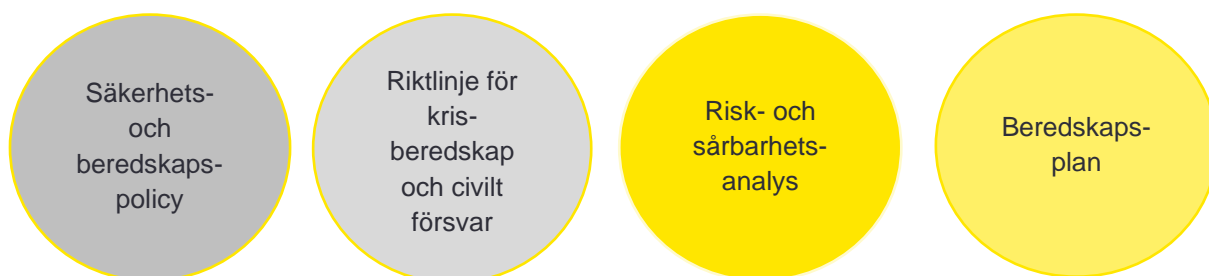 Säkerhets-
och
beredskaps-
policy
Riktlinje för
kris-
beredskap
och civilt
försvar
Risk- och
sårbarhets-
analys
Beredskaps-
plan